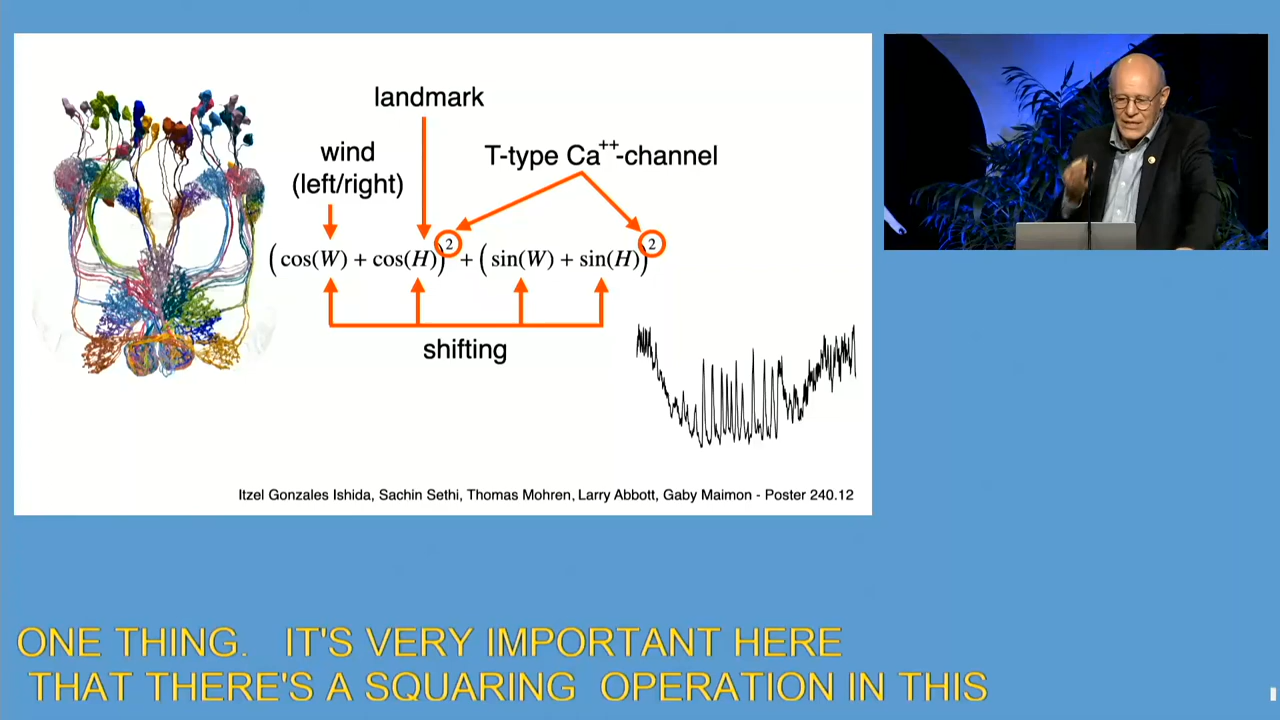 landmark
wind
(left/right)
T-type Ca++-channel
(cos(W) + cos(H))² + (sin(W) + sin(H))²
shifting
Itzel Gonzales Ishida, Sachin Sethi, Thomas Mohren, Larry Abbott, Gaby Maimon - Poster 240.12
ONE THING. IT'S VERY IMPORTANT HERE
THAT THERE'S A SQUARING OPERATION IN THIS